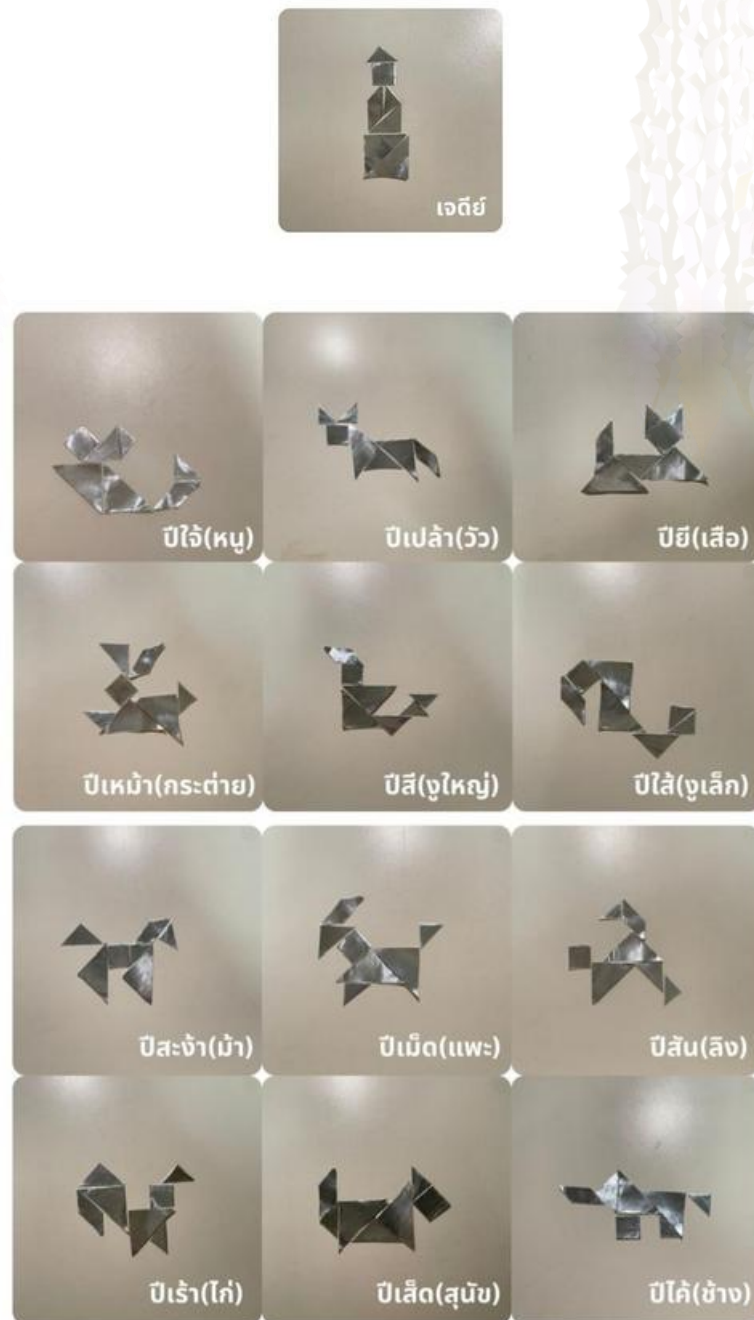 เจดีย์
ปีใจ้(หนู)
ปีเปล้า(วัว)
ปียี(เสือ)
ปีเหม้า(กระต่าย)
ปีสี(งูใหญ่)
ปีใส้(งูเล็ก)
ปีสะง้า(ม้า)
ปีเม็ด(แพะ)
ปีสัน(ลิง)
ปีเร้า(ไก่)
ปีเส็ด(สุนัข)
ปีไค้(ช้าง)